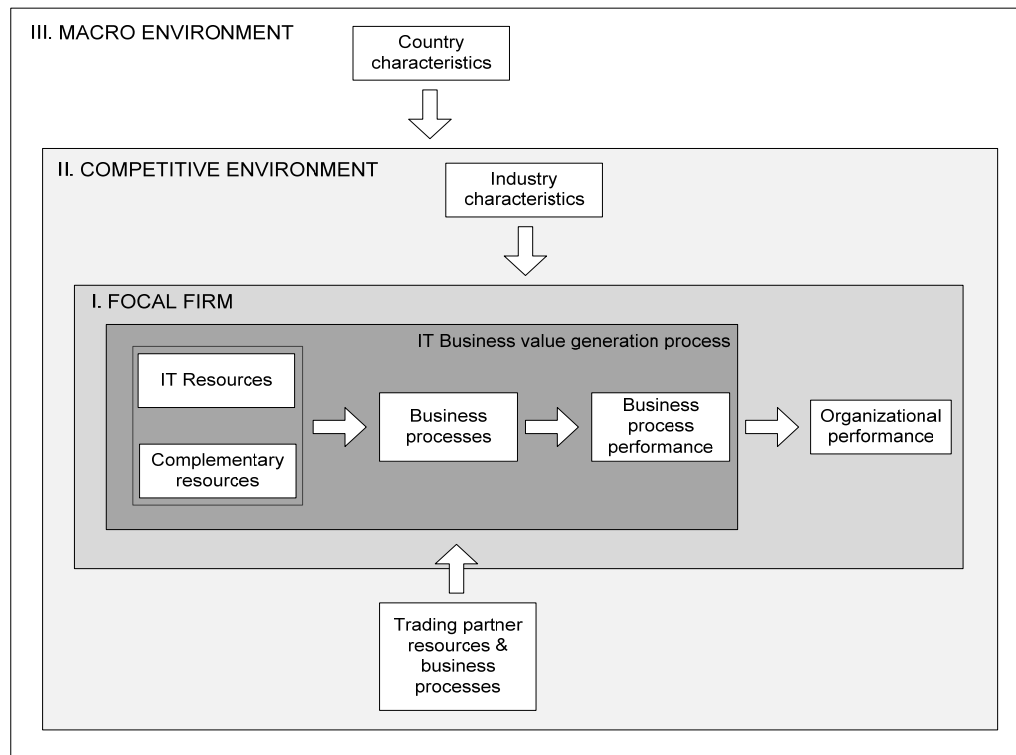 III. MACRO ENVIRONMENT
Country
characteristics
II. COMPETITIVE ENVIRONMENT
Industry
characteristics
I. FOCAL FIRM
IT Business value generation process
IT Resources
Complementary
resources
Business
processes
Business
process
performance
Organizational
performance
Trading partner
resources &
business
processes